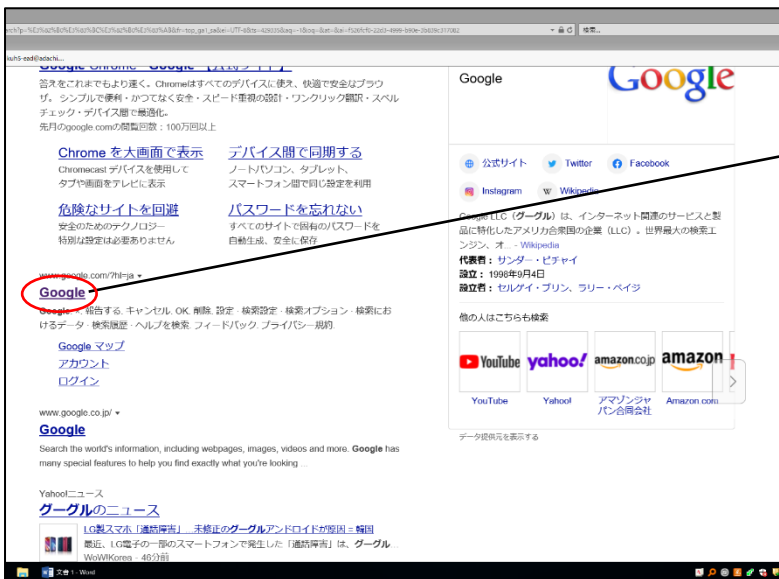 検索...
Google Chrome - Google 【公式サイト】
答えをこれまでもより速く。Chromeはすべてのデバイスに使え、快適で安全なブラウ
ザ。 シンプルで便利・かつてなく安全・スピード重視の設計・ワンクリック翻訳・スペル
チェック・デバイス間で最適化。
先月のgoogle.comの閲覧回数：100万回以上
Chrome を大画面で表示
Chromecast デバイスを使用して
タブや画面をテレビに表示
デバイス間で同期する
ノートパソコン、タブレット、
スマートフォン間で同じ設定を利用
危険なサイトを回避
安全のためのテクノロジー
特別な設定は必要ありません
パスワードを忘れない
すべてのサイトで固有のパスワードを
自動生成、安全に保存
www.google.com/?hl=ja
Google
Google. ×. 報告する. キャンセル. OK. 削除. 設定 · 検索設定 · 検索オプション · 検索にお
けるデータ · 検索履歴 · ヘルプを検索. フィードバック. プライバシー規約.
Google マップ
アカウント
ログイン
www.google.co.jp/
Google
Search the world's information, including webpages, images, videos and more. Google has
many special features to help you find exactly what you're looking ...
Yahoo!ニュース
グーグルのニュース
LG製スマホ「通話障害」…未修正のグーグルアンドロイドが原因＝韓国
最近、LG電子の一部のスマートフォンで発生した「通話障害」は、グーグル...
WoW!Korea - 46分前
Google
Google
公式サイト
Twitter
Facebook
Instagram
W Wikipedia
Google LLC（グーグル）は、インターネット関連のサービスと製
品に特化したアメリカ合衆国の企業（LLC）。世界最大の検索エ
ンジン、オ... - Wikipedia
代表者： サンダー・ピチャイ
設立： 1998年9月4日
設立者： セルゲイ・ブリン、ラリー・ペイジ
他の人はこちらも検索
YouTube
yahoo!
amazon.co.jp
amazon
YouTube
Yahoo!
アマゾンジャ
パン合同会社
Amazon.com
データ提供元を表示する
文書 1 - Word